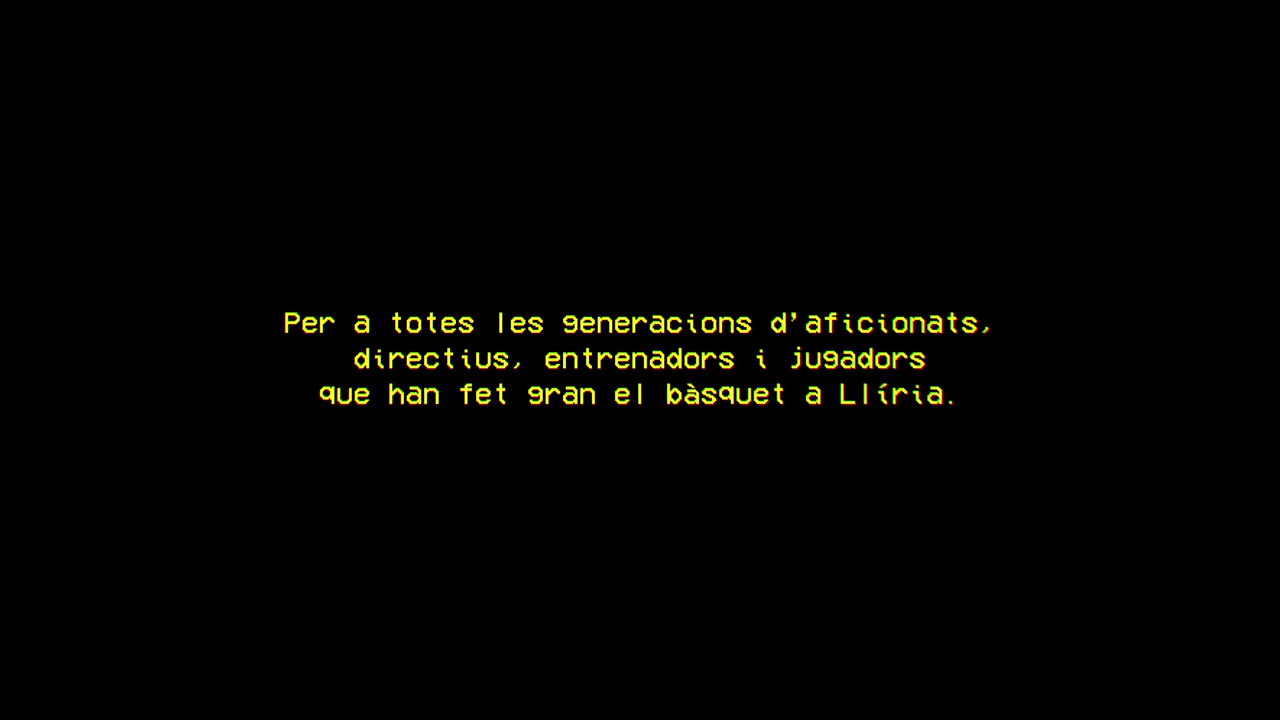 Per a totes les generacions d'aficionats,
directius, entrenadors i jugadors
que han fet gran el bàsquet a Llíria.